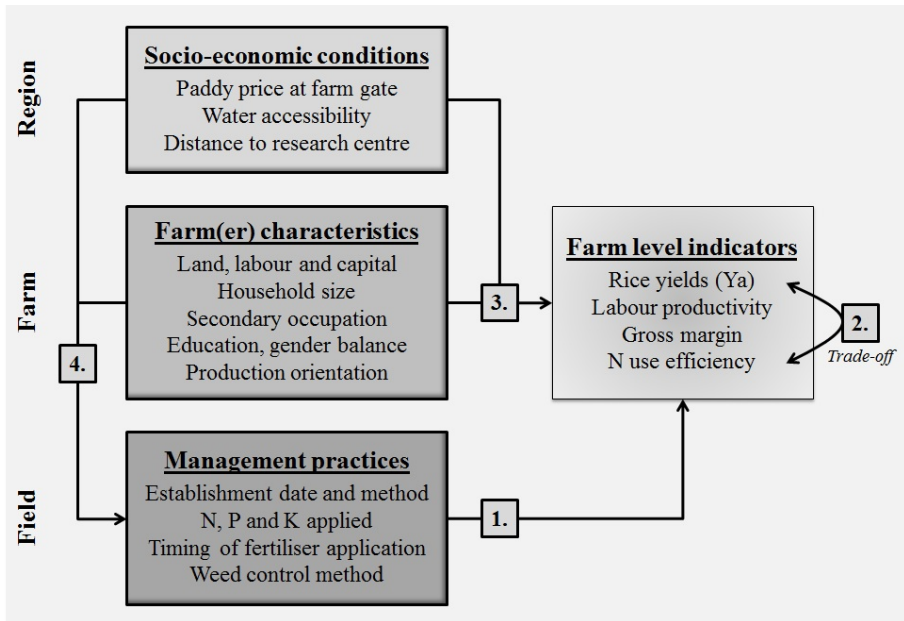 Region
Socio-economic conditions
Paddy price at farm gate
Water accessibility
Distance to research centre
Farm
Farm(er) characteristics
Land, labour and capital
Household size
Secondary occupation
Education, gender balance
Production orientation
3.
Farm level indicators
Rice yields (Ya)
Labour productivity
Gross margin
N use efficiency
2.
Trade-off
4.
Field
Management practices
Establishment date and method
N, P and K applied
Timing of fertiliser application
Weed control method
1.